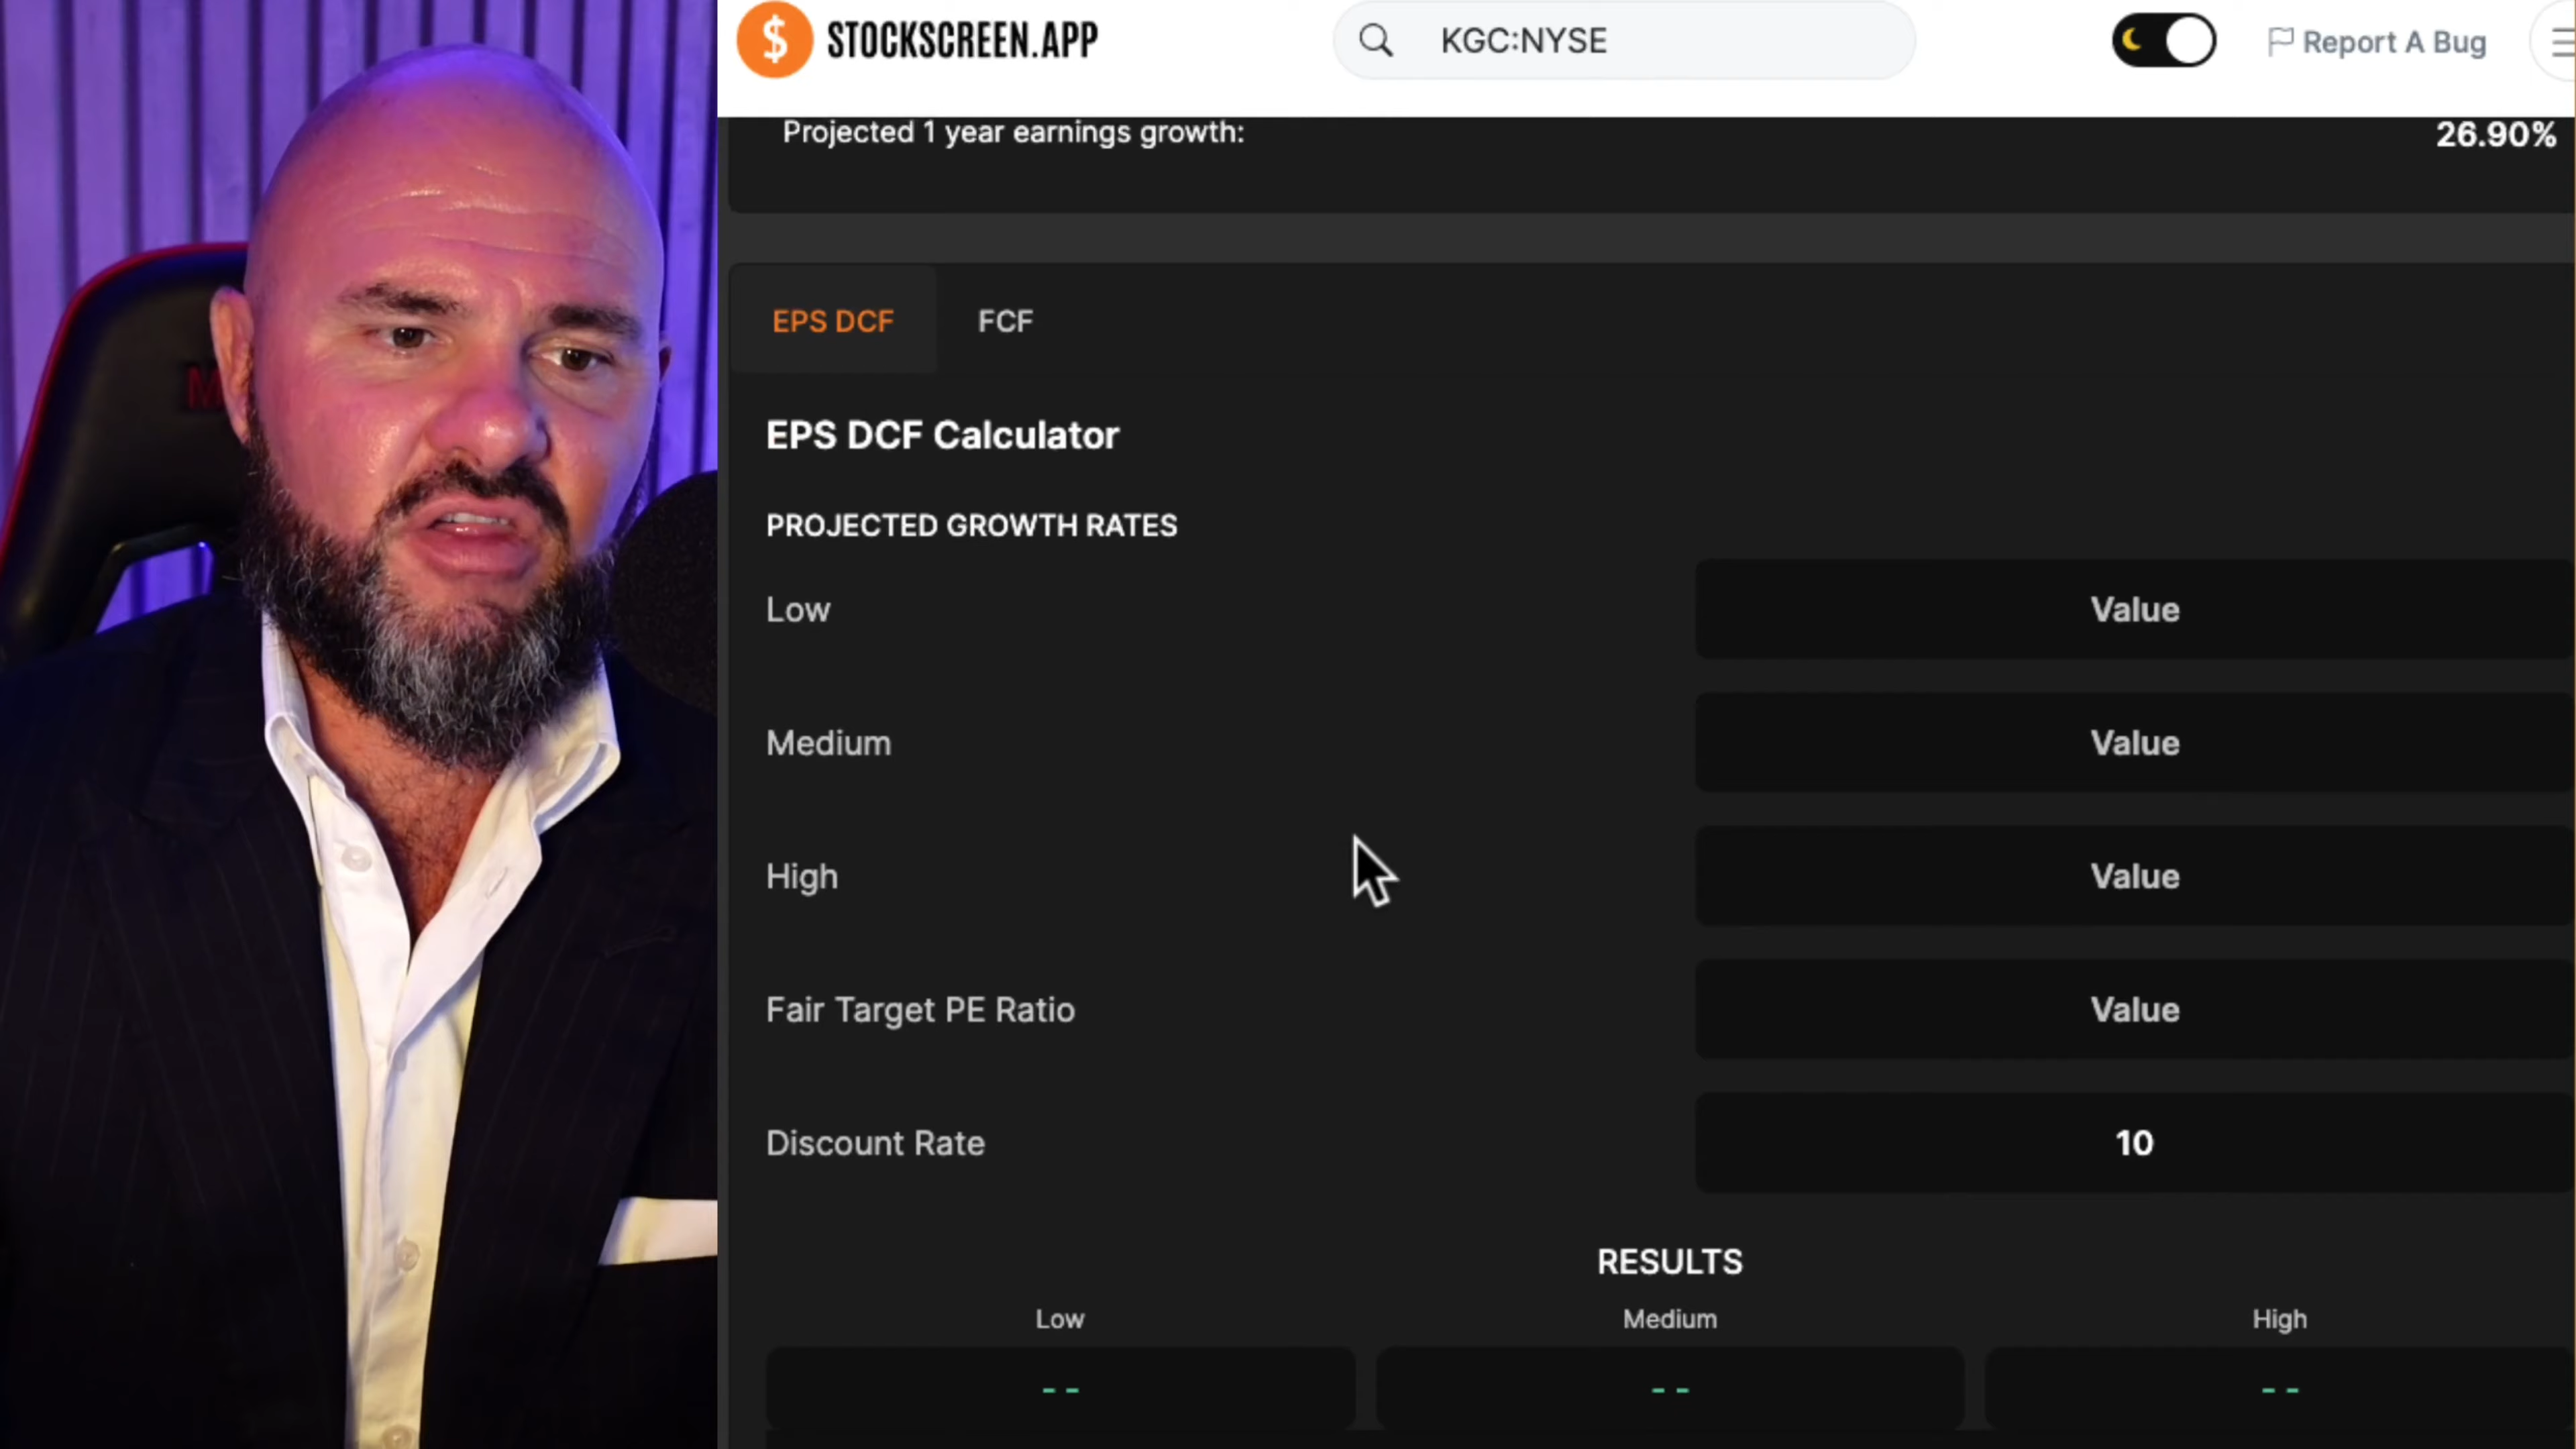 $ STOCKSCREEN.APP
KGC:NYSE
Report A Bug
Projected 1 year earnings growth: 26.90%
EPS DCF FCF
EPS DCF Calculator
PROJECTED GROWTH RATES
Low Value
Medium Value
High Value
Fair Target PE Ratio Value
Discount Rate 10
RESULTS
Low Medium High
-- -- --
M